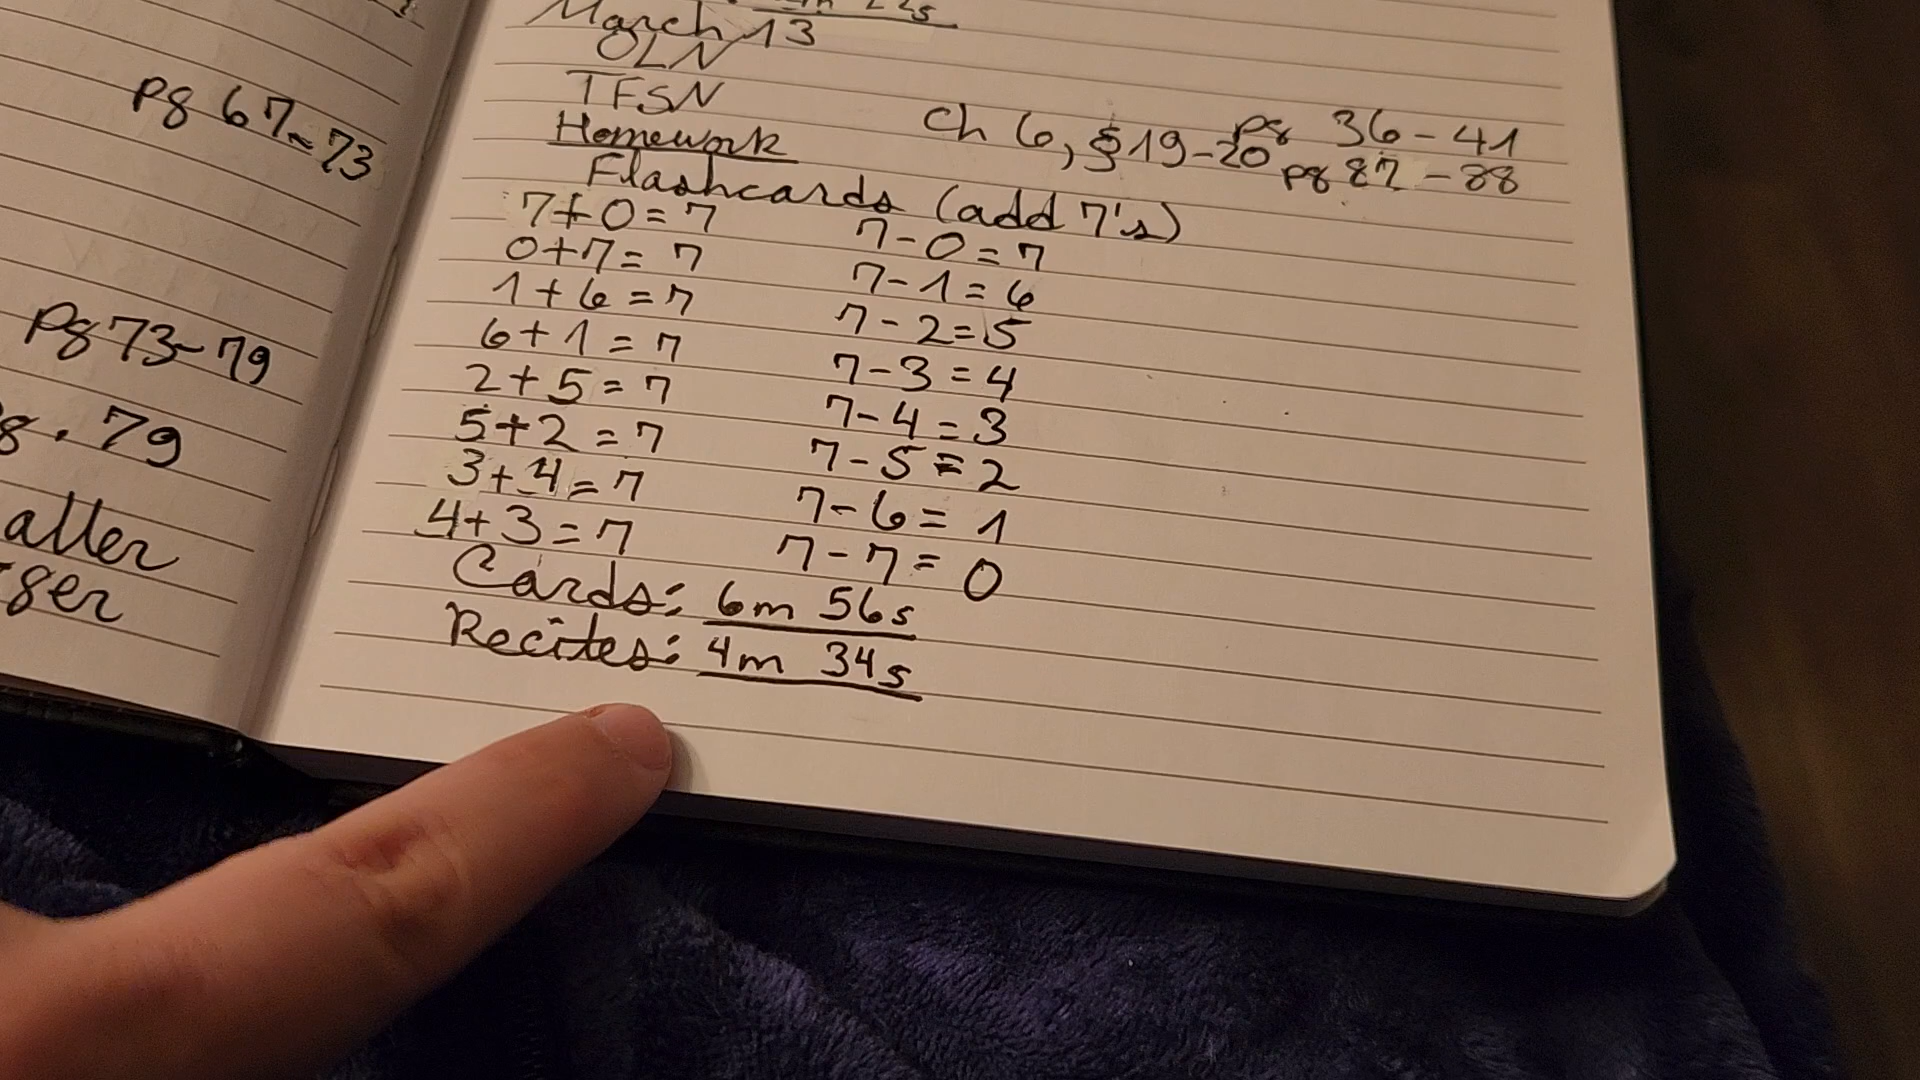 pg 67-73
pg 73-79
79
March 13
OLN
TFSN
ch 6, §19-20 pg 36-41
pg 87-88
Homework
Flashcards (add 7's)
7+0=7 7-0=7
0+7=7 7-1=6
1+6=7 7-2=5
6+1=7 7-3=4
2+5=7 7-4=3
5+2=7 7-5=2
3+4=7 7-6=1
4+3=7 7-7=0
Cards: 6m 56s
Recites: 4m 34s